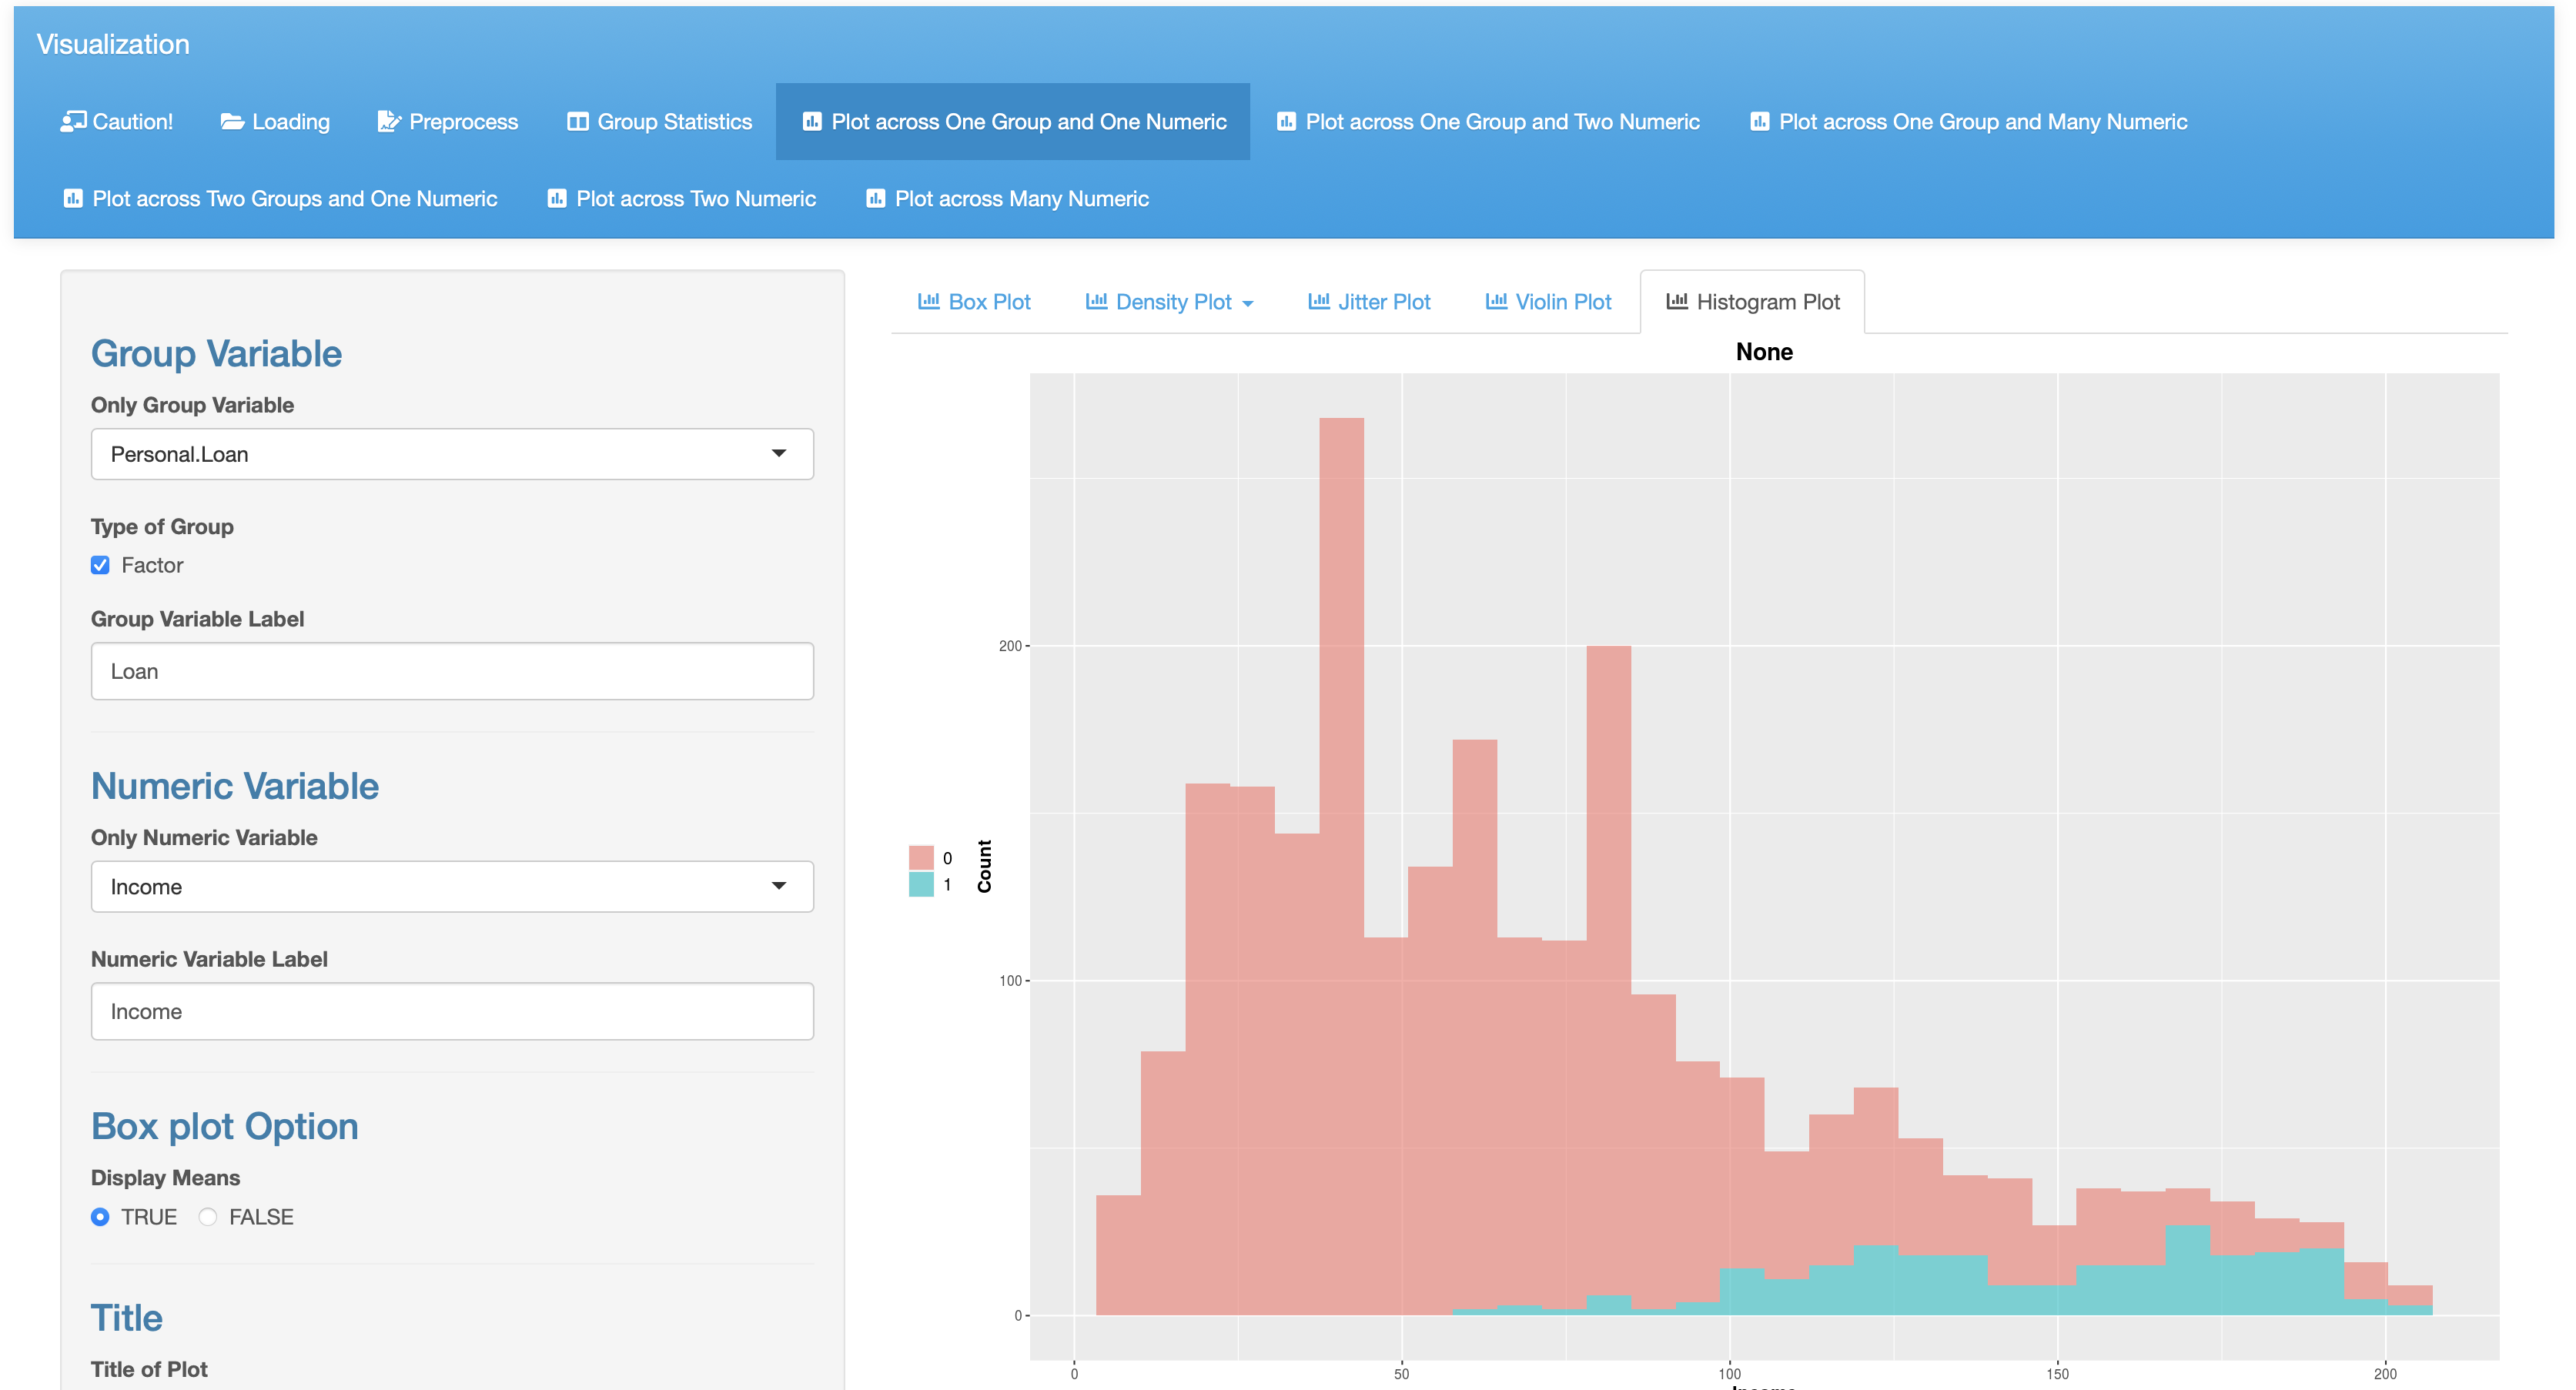 Visualization
Caution! Loading Preprocess Group Statistics Plot across One Group and One Numeric Plot across One Group and Two Numeric Plot across One Group and Many Numeric
Plot across Two Groups and One Numeric Plot across Two Numeric Plot across Many Numeric
Group Variable
Only Group Variable
Personal.Loan
Type of Group
Factor
Group Variable Label
Loan
Numeric Variable
Only Numeric Variable
Income
Numeric Variable Label
Income
Box plot Option
Display Means
TRUE FALSE
Title
Title of Plot
Box Plot Density Plot Jitter Plot Violin Plot Histogram Plot
None
200
100
0
Count
0
1
0 50 100 150 200